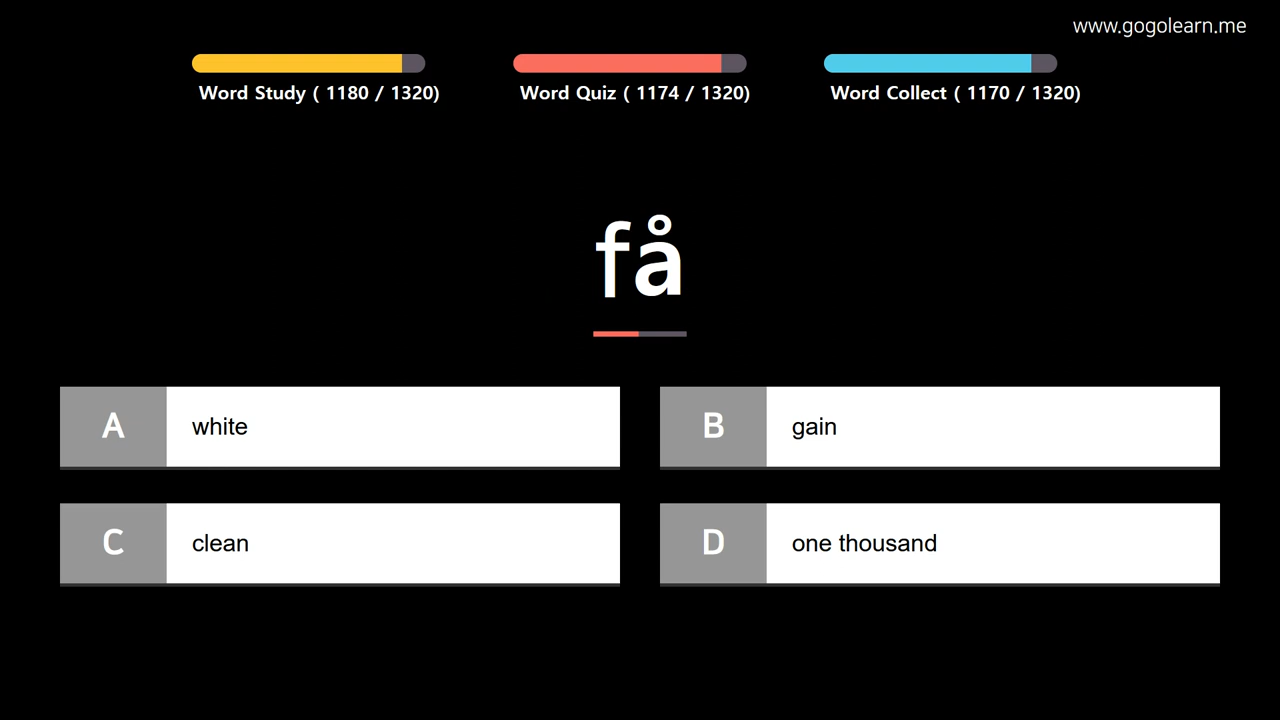 www.gogolearn.me
Word Study ( 1180 / 1320)
Word Quiz ( 1174 / 1320)
Word Collect ( 1170 / 1320)
få
A white
B gain
C clean
D one thousand